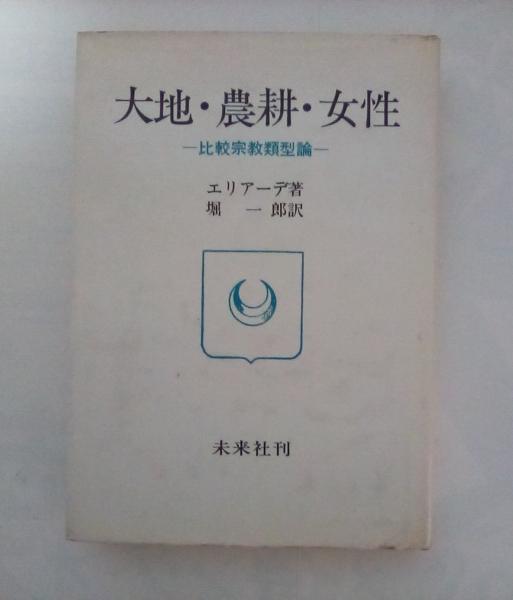 大地・農耕・女性
―比較宗教類型論―
エリアーデ著
堀 一 郎訳
未来社刊